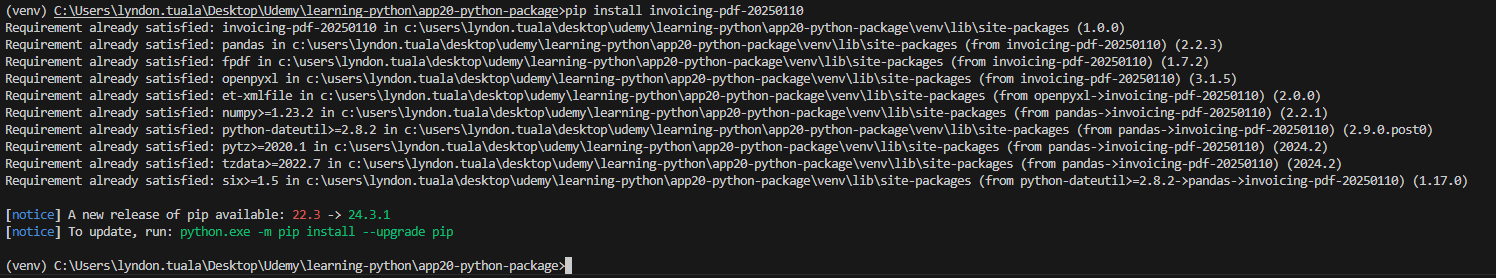 (venv) C:\Users\lyndon.tuala\Desktop\Udemy\learning-python\app20-python-package>pip install invoicing-pdf-20250110
Requirement already satisfied: invoicing-pdf-20250110 in c:\users\lyndon.tuala\desktop\udemy\learning-python\app20-python-package\venv\lib\site-packages (1.0.0)
Requirement already satisfied: pandas in c:\users\lyndon.tuala\desktop\udemy\learning-python\app20-python-package\venv\lib\site-packages (from invoicing-pdf-20250110) (2.2.3)
Requirement already satisfied: fpdf in c:\users\lyndon.tuala\desktop\udemy\learning-python\app20-python-package\venv\lib\site-packages (from invoicing-pdf-20250110) (1.7.2)
Requirement already satisfied: openpyxl in c:\users\lyndon.tuala\desktop\udemy\learning-python\app20-python-package\venv\lib\site-packages (from invoicing-pdf-20250110) (3.1.5)
Requirement already satisfied: et-xmlfile in c:\users\lyndon.tuala\desktop\udemy\learning-python\app20-python-package\venv\lib\site-packages (from openpyxl->invoicing-pdf-20250110) (2.0.0)
Requirement already satisfied: numpy>=1.23.2 in c:\users\lyndon.tuala\desktop\udemy\learning-python\app20-python-package\venv\lib\site-packages (from pandas->invoicing-pdf-20250110) (2.2.1)
Requirement already satisfied: python-dateutil>=2.8.2 in c:\users\lyndon.tuala\desktop\udemy\learning-python\app20-python-package\venv\lib\site-packages (from pandas->invoicing-pdf-20250110) (2.9.0.post0)
Requirement already satisfied: pytz>=2020.1 in c:\users\lyndon.tuala\desktop\udemy\learning-python\app20-python-package\venv\lib\site-packages (from pandas->invoicing-pdf-20250110) (2024.2)
Requirement already satisfied: tzdata>=2022.7 in c:\users\lyndon.tuala\desktop\udemy\learning-python\app20-python-package\venv\lib\site-packages (from pandas->invoicing-pdf-20250110) (2024.2)
Requirement already satisfied: six>=1.5 in c:\users\lyndon.tuala\desktop\udemy\learning-python\app20-python-package\venv\lib\site-packages (from python-dateutil>=2.8.2->pandas->invoicing-pdf-20250110) (1.17.0)
[notice] A new release of pip available: 22.3 -> 24.3.1
[notice] To update, run: python.exe -m pip install --upgrade pip
(venv) C:\Users\lyndon.tuala\Desktop\Udemy\learning-python\app20-python-package>